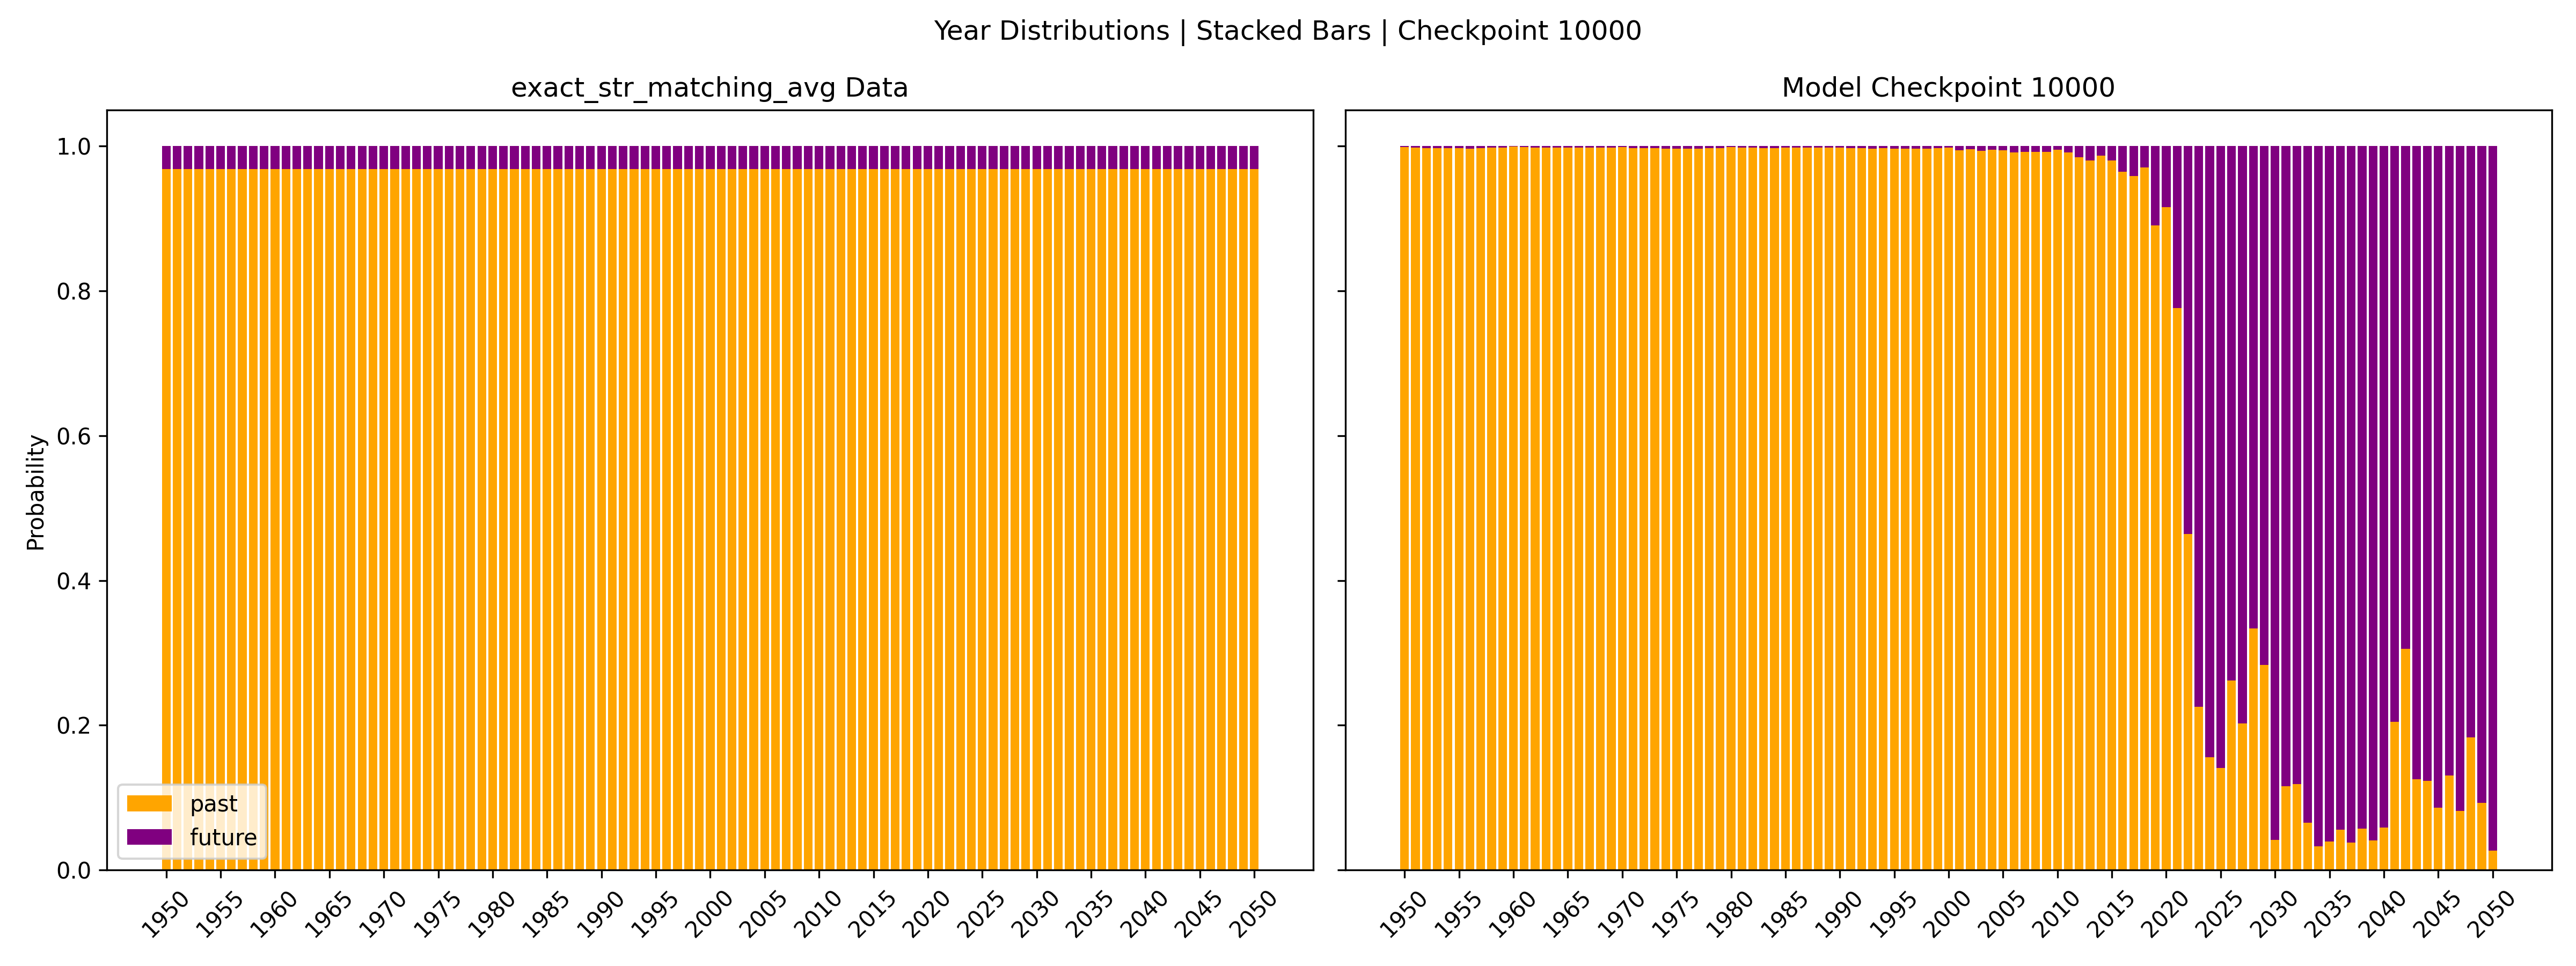 Year Distributions | Stacked Bars | Checkpoint 10000
exact_str_matching_avg Data
Probability
1.0
0.8
0.6
0.4
0.2
0.0
past
future
1950 1955 1960 1965 1970 1975 1980 1985 1990 1995 2000 2005 2010 2015 2020 2025 2030 2035 2040 2045 2050
Model Checkpoint 10000
1950 1955 1960 1965 1970 1975 1980 1985 1990 1995 2000 2005 2010 2015 2020 2025 2030 2035 2040 2045 2050